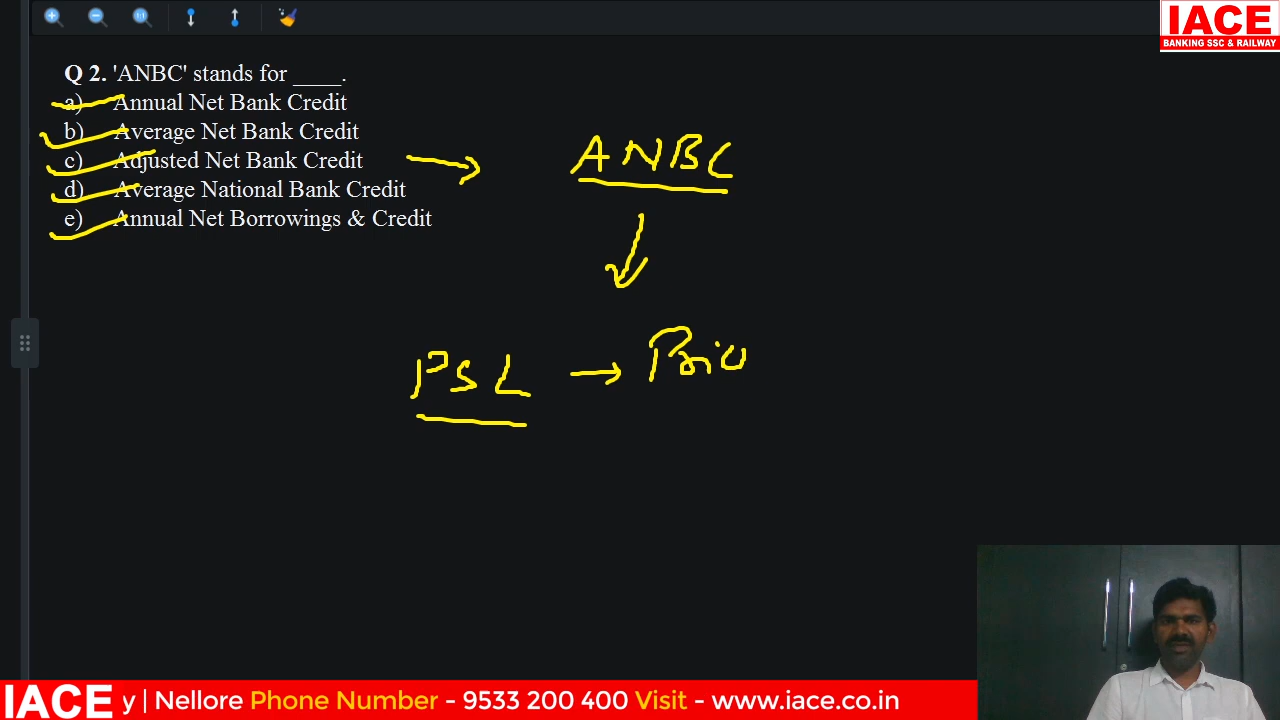 IACE
BANKING SSC & RAILWAY
Q 2. 'ANBC' stands for ____.
a) Annual Net Bank Credit
b) Average Net Bank Credit
c) Adjusted Net Bank Credit
d) Average National Bank Credit
e) Annual Net Borrowings & Credit
ANBC
PSL → Prio
IACE y | Nellore Phone Number - 9533 200 400 Visit - www.iace.co.in